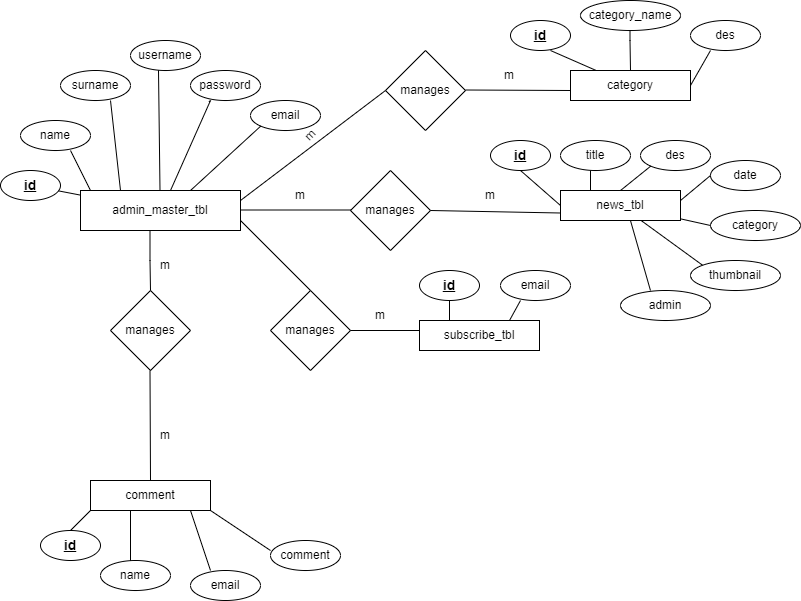 category_name
id
des
username
surname
password
m
manages
category
email
name
m
id
title
des
id
date
m
m
admin_master_tbl
manages
news_tbl
category
m
thumbnail
id
email
admin
m
manages
manages
subscribe_tbl
m
comment
id
comment
name
email